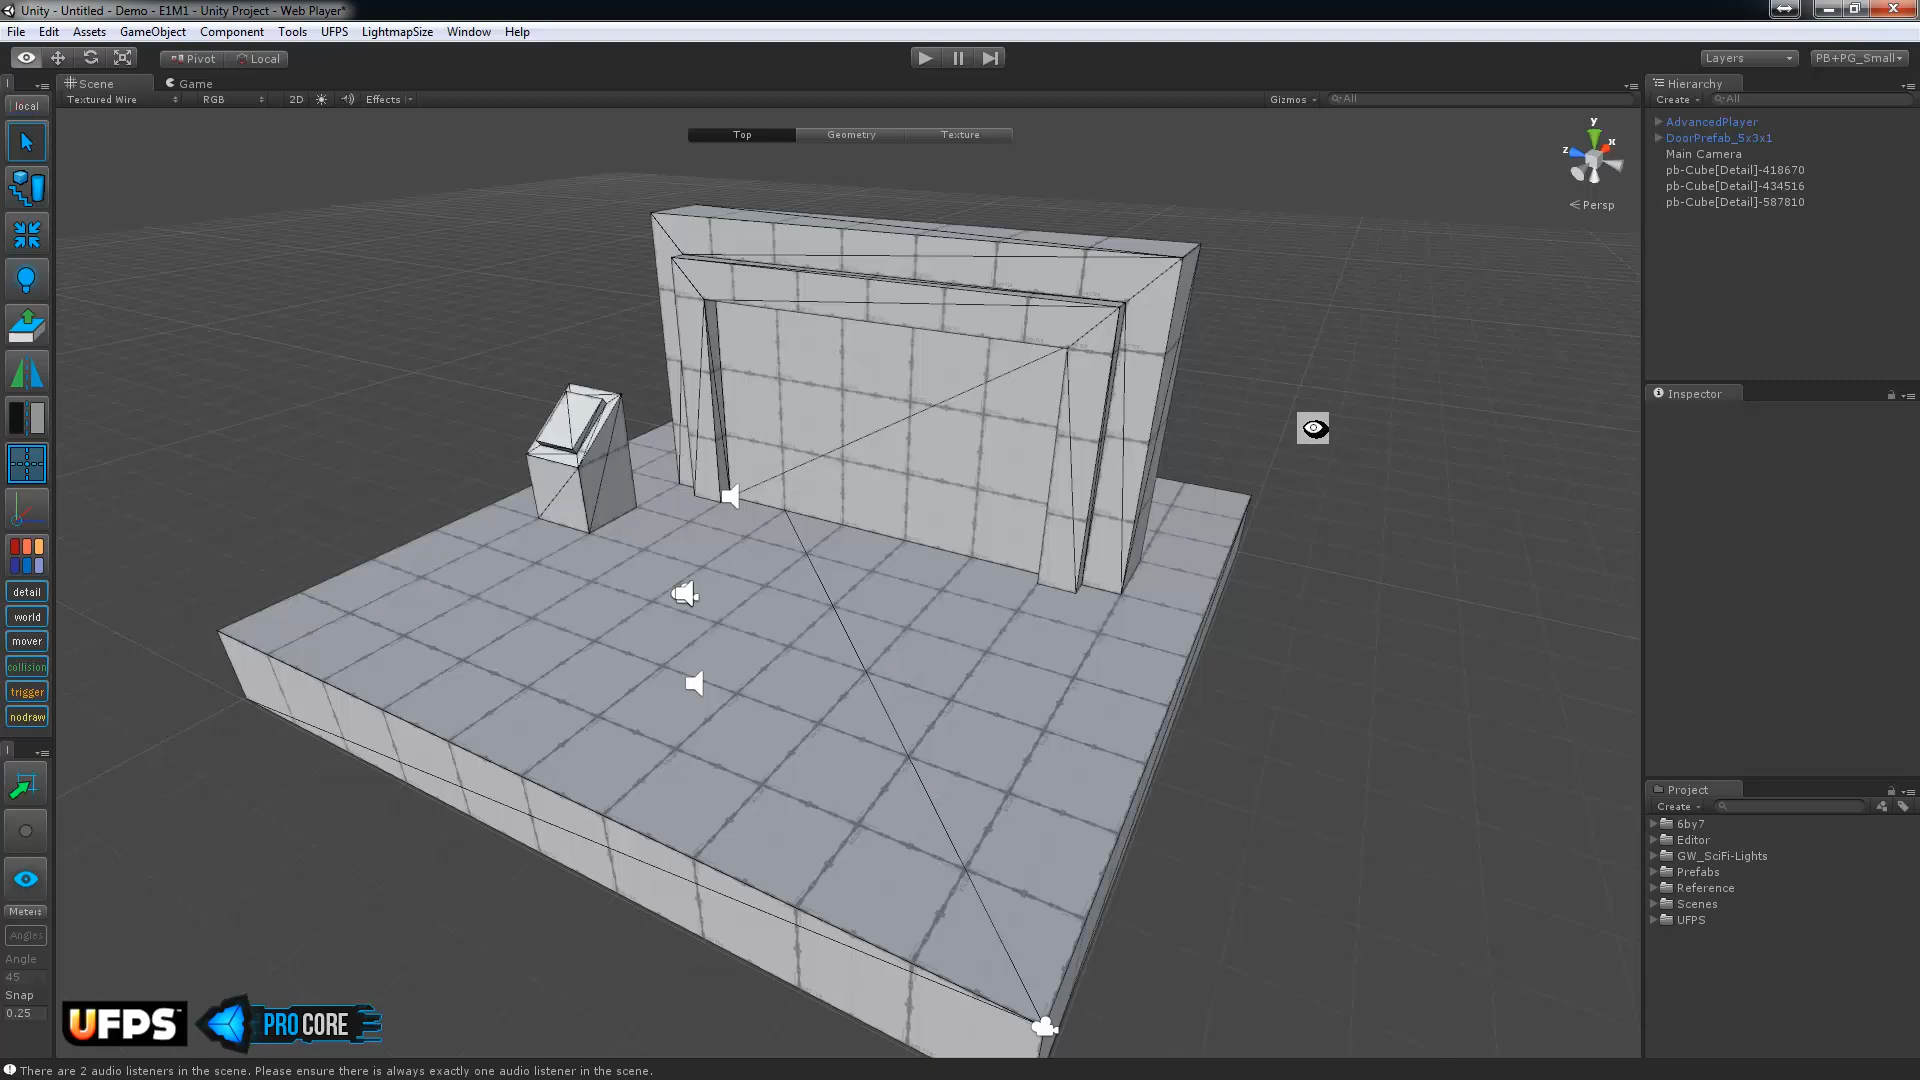 Unity - Untitled - Demo - E1M1 - Unity Project - Web Player*
File Edit Assets GameObject Component Tools UFPS LightmapSize Window Help
Pivot Local
Layers PB+PG_Small
Scene Game
Textured Wire RGB 2D Effects Gizmos All
Top Geometry Texture
y
x
z
Persp
Hierarchy
Create All
AdvancedPlayer
DoorPrefab_5x3x1
Main Camera
pb-Cube[Detail]-418670
pb-Cube[Detail]-434516
pb-Cube[Detail]-587810
Inspector
Project
Create
6by7
Editor
GW_SciFi-Lights
Prefabs
Reference
Scenes
UFPS
local
detail
world
mover
collision
trigger
nodraw
Meter
Angles
Angle
45
Snap
0.25
UFPS
PROCORE
There are 2 audio listeners in the scene. Please ensure there is always exactly one audio listener in the scene.